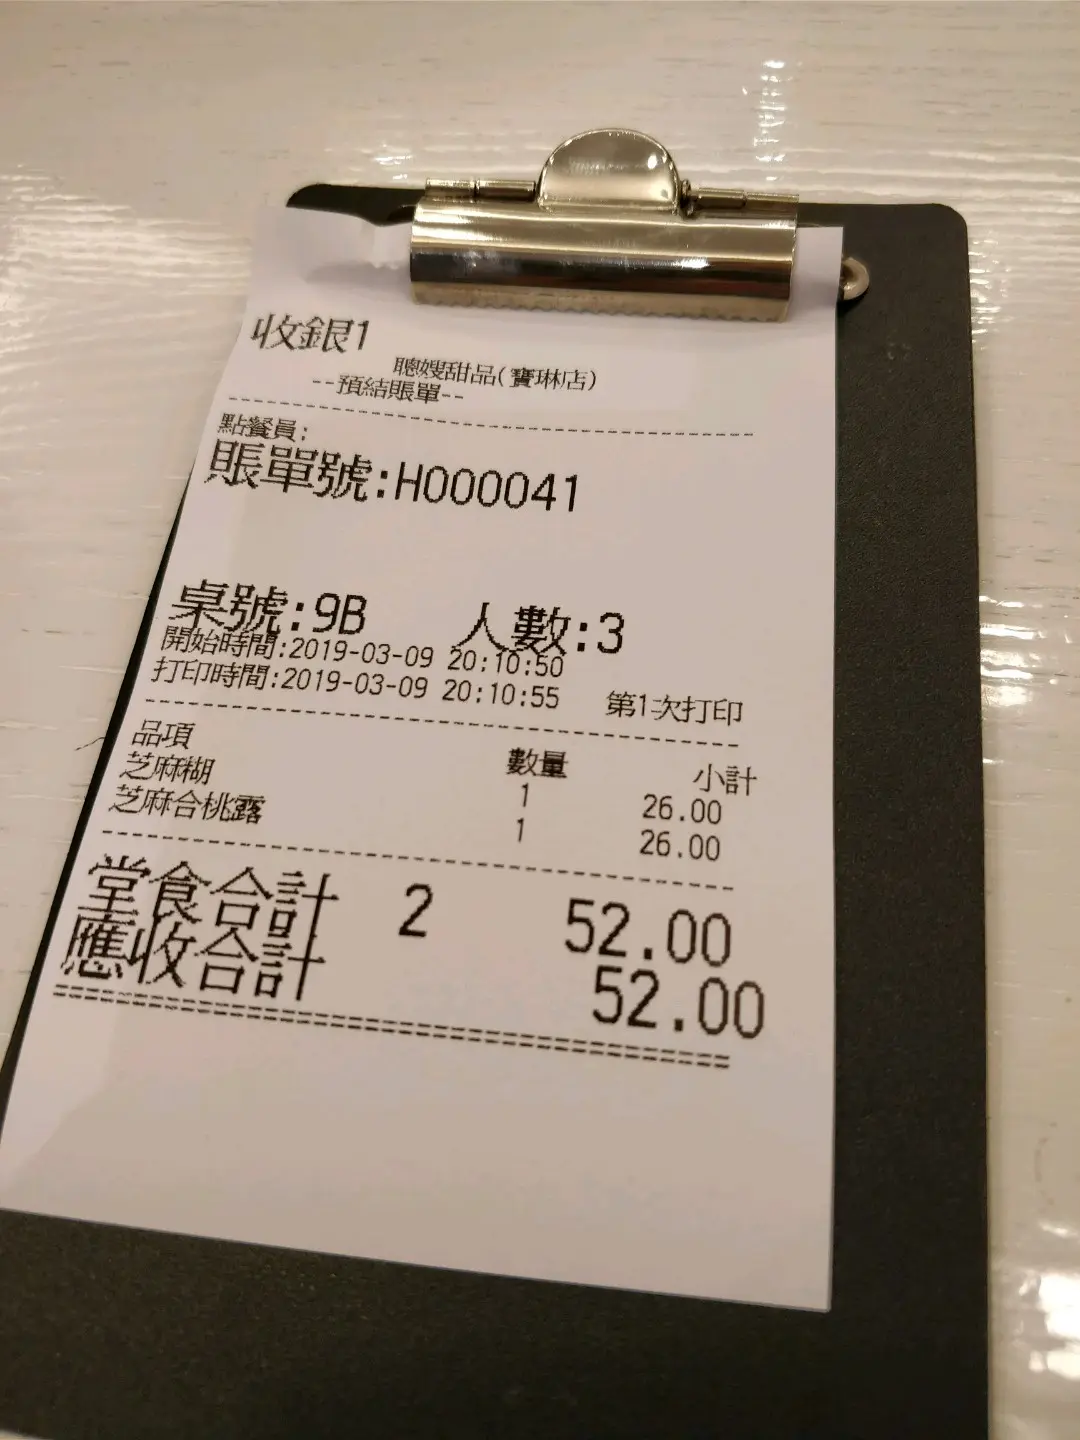 收銀1
聰嫂甜品(寶琳店)
--預結賬單--
點餐員:
賬單號:H000041
桌號:9B 人數:3
開始時間:2019-03-09 20:10:50
打印時間:2019-03-09 20:10:55 第1次打印
品項 數量 小計
芝麻糊 1 26.00
芝麻合桃露 1 26.00
堂食合計 2 52.00
應收合計 52.00